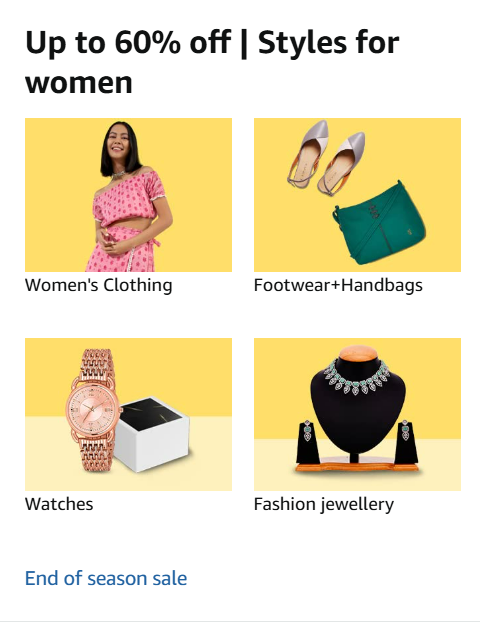 Up to 60% off | Styles for
women
Women's Clothing
Footwear+Handbags
Watches
Fashion jewellery
End of season sale